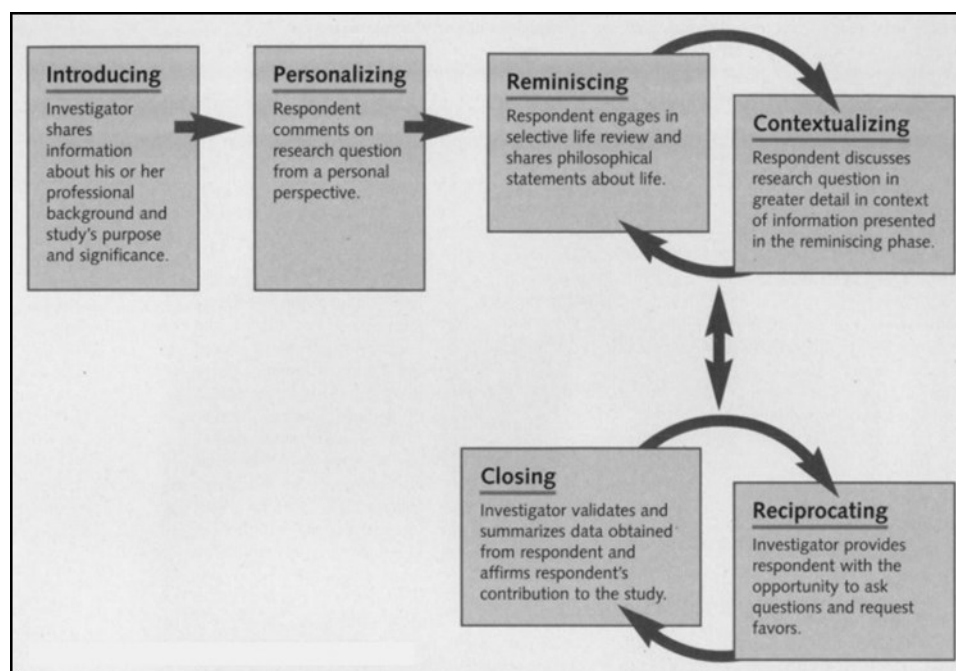 Introducing
Investigator
shares
information
about his or her
professional
background and
study's purpose
and significance.
Personalizing
Respondent
comments on
research question
from a personal
perspective.
Reminiscing
Respondent engages in
selective life review and
shares philosophical
statements about life.
Contextualizing
Respondent discusses
research question in
greater detail in context
of information presented
in the reminiscing phase.
Closing
Investigator validates and
summarizes data obtained
from respondent and
affirms respondent's
contribution to the study.
Reciprocating
Investigator provides
respondent with the
opportunity to ask
questions and request
favors.